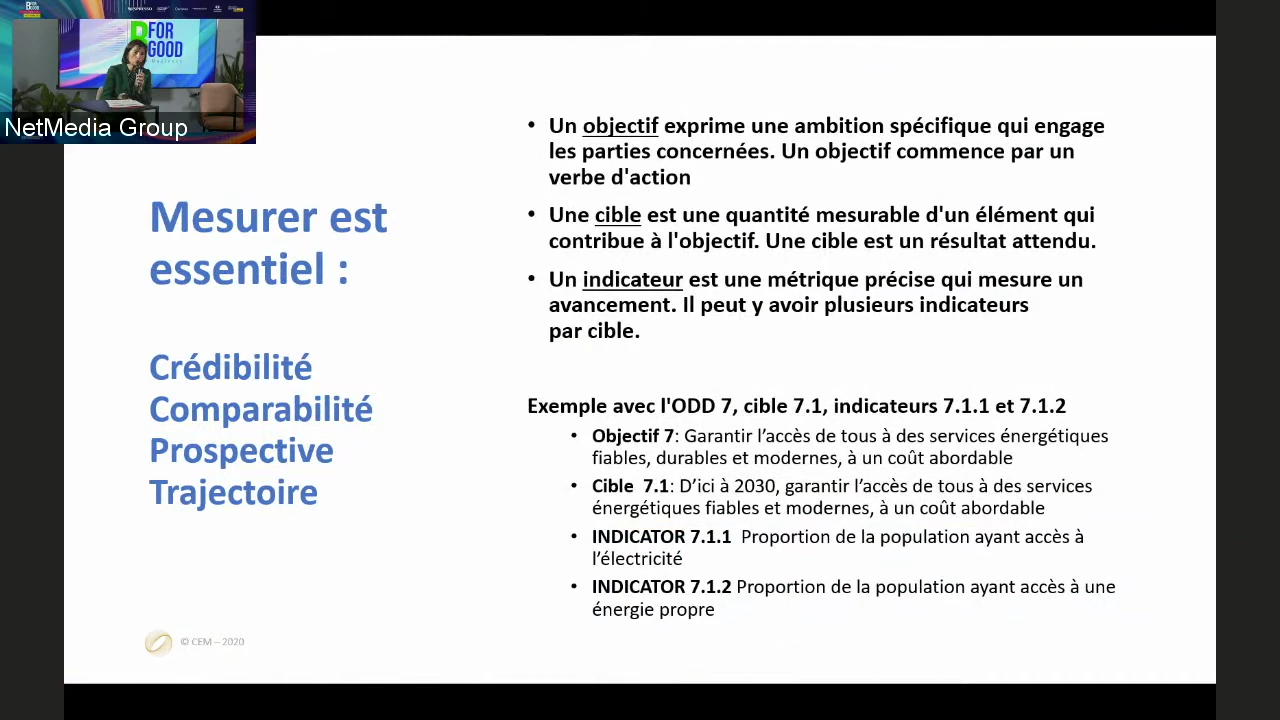 B FOR
GOOD
NESPRESSO
FOR
GOOD
NetMedia Group
Mesurer est
essentiel :
Crédibilité
Comparabilité
Prospective
Trajectoire
• Un objectif exprime une ambition spécifique qui engage
les parties concernées. Un objectif commence par un
verbe d'action
• Une cible est une quantité mesurable d'un élément qui
contribue à l'objectif. Une cible est un résultat attendu.
• Un indicateur est une métrique précise qui mesure un
avancement. Il peut y avoir plusieurs indicateurs
par cible.
Exemple avec l'ODD 7, cible 7.1, indicateurs 7.1.1 et 7.1.2
• Objectif 7: Garantir l’accès de tous à des services énergétiques
fiables, durables et modernes, à un coût abordable
• Cible 7.1: D’ici à 2030, garantir l’accès de tous à des services
énergétiques fiables et modernes, à un coût abordable
• INDICATOR 7.1.1 Proportion de la population ayant accès à
l’électricité
• INDICATOR 7.1.2 Proportion de la population ayant accès à une
énergie propre
© CEM – 2020